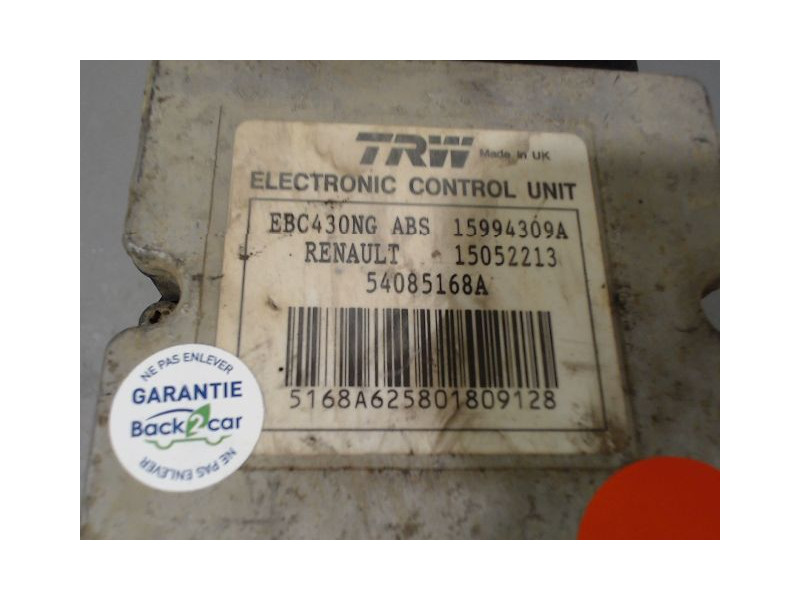 TRW Made in UK
ELECTRONIC CONTROL UNIT
EBC430NG ABS 15994309A
RENAULT 15052213
54085168A
5168A625801809128
NE PAS ENLEVER
GARANTIE
Back2car
NE PAS ENLEVER